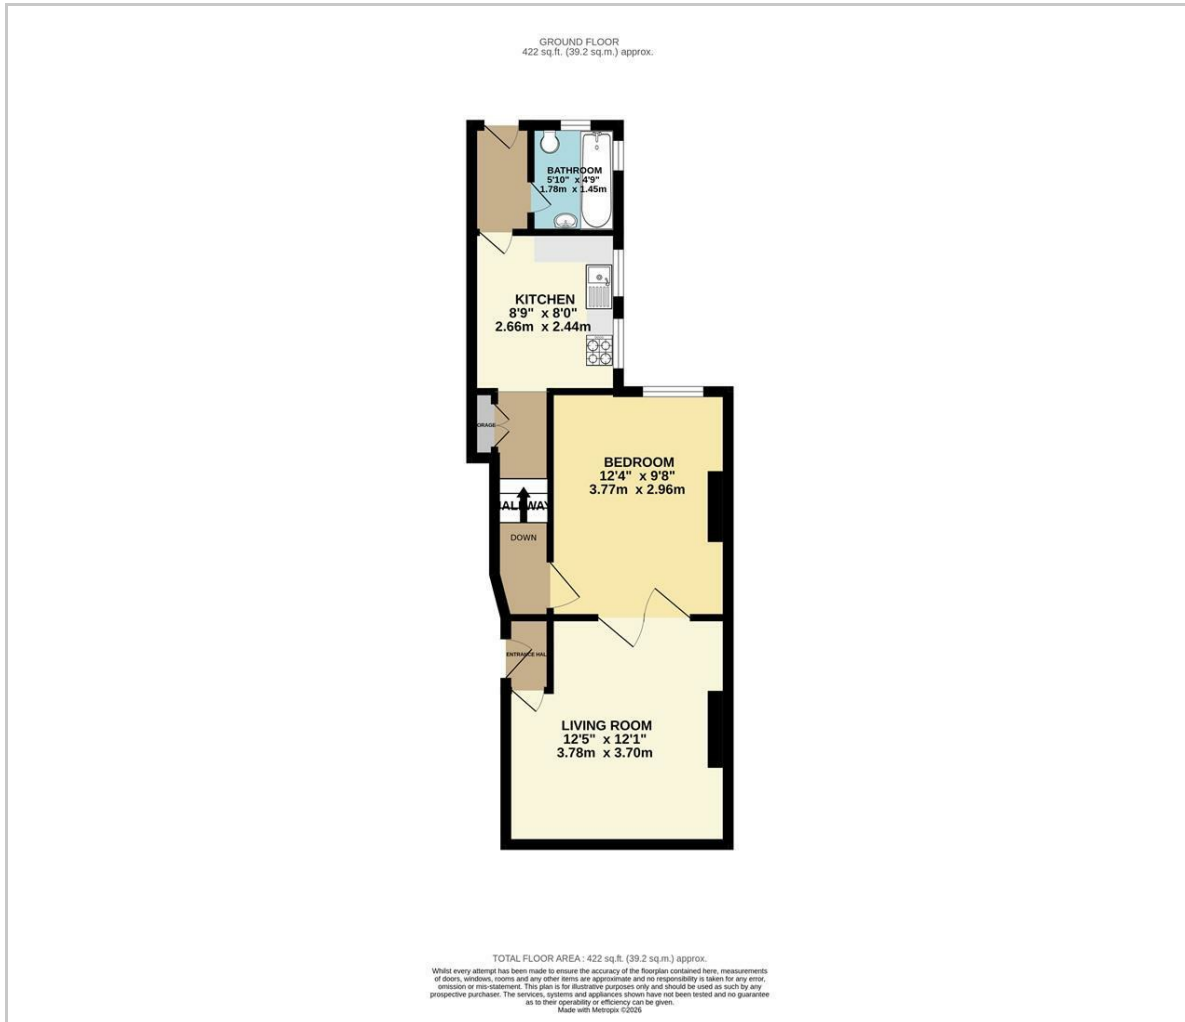 GROUND FLOOR
422 sq.ft. (39.2 sq.m.) approx.
BATHROOM
5'10" x 4'9"
1.78m x 1.45m
KITCHEN
8'9" x 8'0"
2.66m x 2.44m
ORAGE
BEDROOM
12'4" x 9'8"
3.77m x 2.96m
HALLWAY
DOWN
ENTRANCE HAL
LIVING ROOM
12'5" x 12'1"
3.78m x 3.70m
TOTAL FLOOR AREA : 422 sq.ft. (39.2 sq.m.) approx.
Whilst every attempt has been made to ensure the accuracy of the floorplan contained here, measurements
of doors, windows, rooms and any other items are approximate and no responsibility is taken for any error,
omission or mis-statement. This plan is for illustrative purposes only and should be used as such by any
prospective purchaser. The services, systems and appliances shown have not been tested and no guarantee
as to their operability or efficiency can be given.
Made with Metropix ©2026